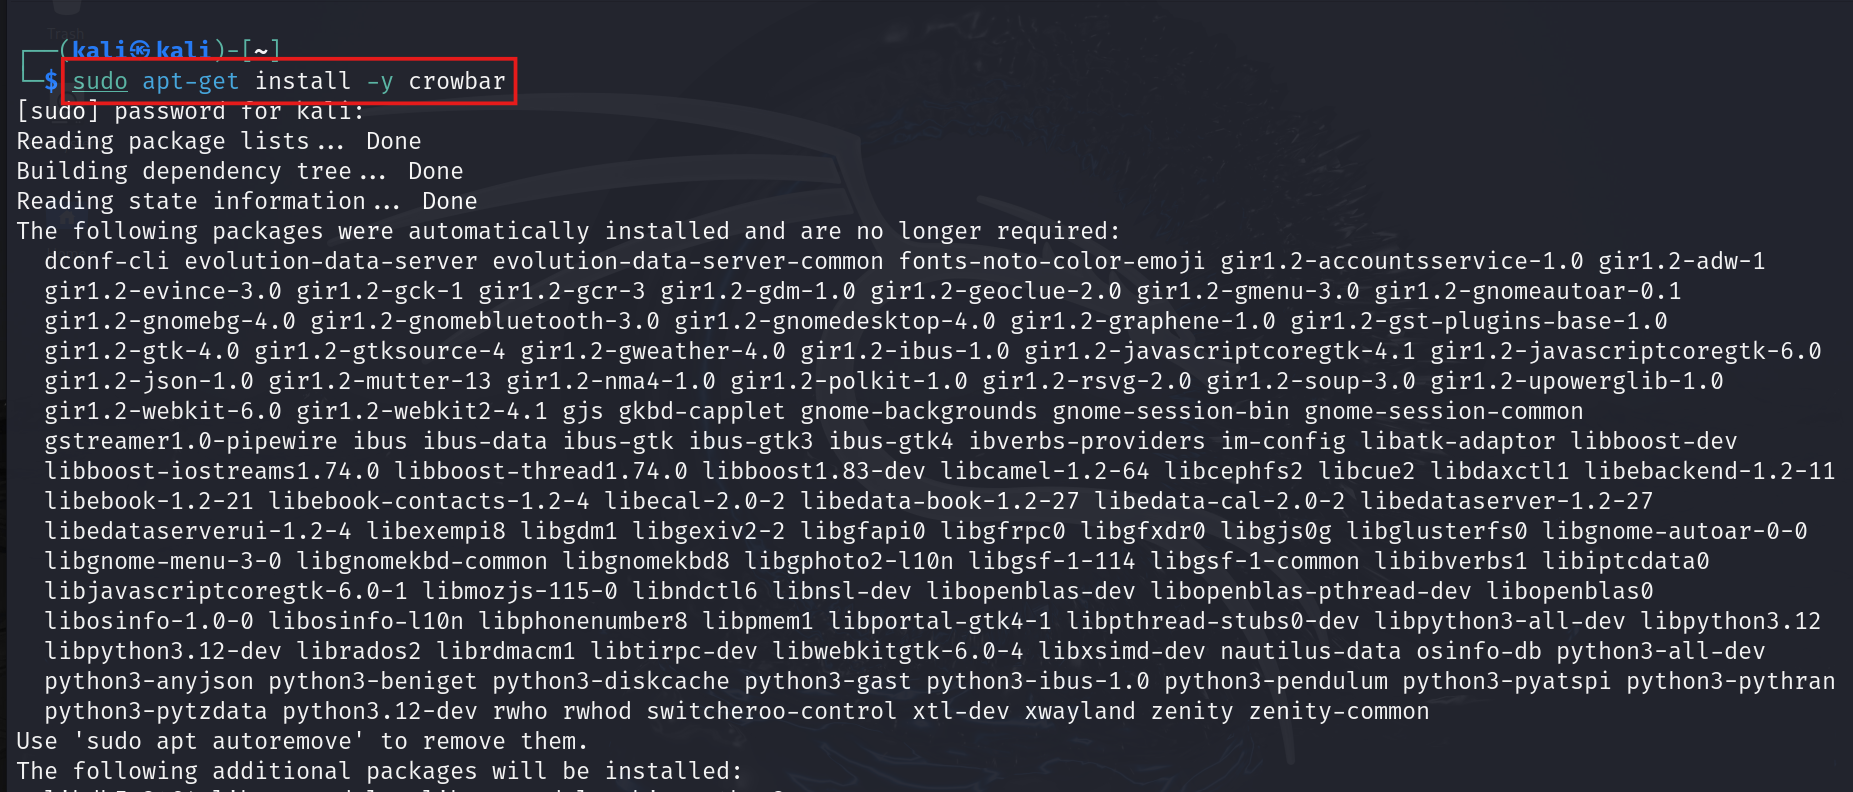 Trash
┌──(kali㉿kali)-[~]
└─$ sudo apt-get install -y crowbar
[sudo] password for kali:
Reading package lists... Done
Building dependency tree... Done
Reading state information... Done
The following packages were automatically installed and are no longer required:
dconf-cli evolution-data-server evolution-data-server-common fonts-noto-color-emoji gir1.2-accountsservice-1.0 gir1.2-adw-1
gir1.2-evince-3.0 gir1.2-gck-1 gir1.2-gcr-3 gir1.2-gdm-1.0 gir1.2-geoclue-2.0 gir1.2-gmenu-3.0 gir1.2-gnomeautoar-0.1
gir1.2-gnomebg-4.0 gir1.2-gnomebluetooth-3.0 gir1.2-gnomedesktop-4.0 gir1.2-graphene-1.0 gir1.2-gst-plugins-base-1.0
gir1.2-gtk-4.0 gir1.2-gtksource-4 gir1.2-gweather-4.0 gir1.2-ibus-1.0 gir1.2-javascriptcoregtk-4.1 gir1.2-javascriptcoregtk-6.0
gir1.2-json-1.0 gir1.2-mutter-13 gir1.2-nma4-1.0 gir1.2-polkit-1.0 gir1.2-rsvg-2.0 gir1.2-soup-3.0 gir1.2-upowerglib-1.0
gir1.2-webkit-6.0 gir1.2-webkit2-4.1 gjs gkbd-capplet gnome-backgrounds gnome-session-bin gnome-session-common
gstreamer1.0-pipewire ibus ibus-data ibus-gtk ibus-gtk3 ibus-gtk4 ibverbs-providers im-config libatk-adaptor libboost-dev
libboost-iostreams1.74.0 libboost-thread1.74.0 libboost1.83-dev libcamel-1.2-64 libcephfs2 libcue2 libdaxctl1 libebackend-1.2-11
libebook-1.2-21 libebook-contacts-1.2-4 libecal-2.0-2 libedata-book-1.2-27 libedata-cal-2.0-2 libedataserver-1.2-27
libedataserverui-1.2-4 libexempi8 libgdm1 libgexiv2-2 libgfapi0 libgfrpc0 libgfxdr0 libgjs0g libglusterfs0 libgnome-autoar-0-0
libgnome-menu-3-0 libgnomekbd-common libgnomekbd8 libgphoto2-l10n libgsf-1-114 libgsf-1-common libibverbs1 libiptcdata0
libjavascriptcoregtk-6.0-1 libmozjs-115-0 libndctl6 libnsl-dev libopenblas-dev libopenblas-pthread-dev libopenblas0
libosinfo-1.0-0 libosinfo-l10n libphonenumber8 libpmem1 libportal-gtk4-1 libpthread-stubs0-dev libpython3-all-dev libpython3.12
libpython3.12-dev librados2 librdmacm1 libtirpc-dev libwebkitgtk-6.0-4 libxsimd-dev nautilus-data osinfo-db python3-all-dev
python3-anyjson python3-beniget python3-diskcache python3-gast python3-ibus-1.0 python3-pendulum python3-pyatspi python3-pythran
python3-pytzdata python3.12-dev rwho rwhod switcheroo-control xtl-dev xwayland zenity zenity-common
Use 'sudo apt autoremove' to remove them.
The following additional packages will be installed: